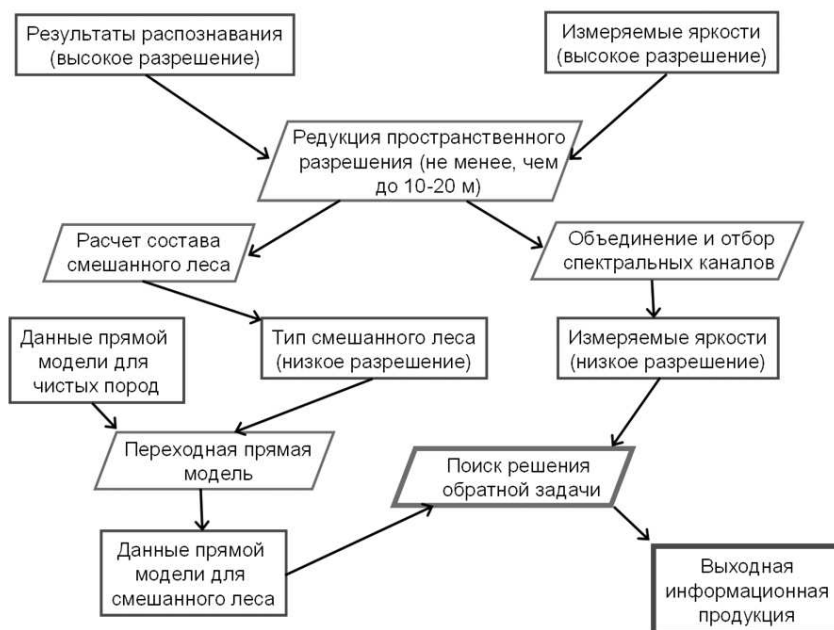 Результаты распознавания
(высокое разрешение)
Измеряемые яркости
(высокое разрешение)
Редукция пространственного
разрешения (не менее, чем
до 10-20 м)
Расчет состава
смешанного леса
Объединение и отбор
спектральных каналов
Данные прямой
модели для
чистых пород
Тип смешанного леса
(низкое разрешение)
Измеряемые яркости
(низкое разрешение)
Переходная прямая
модель
Поиск решения
обратной задачи
Данные прямой
модели для
смешанного леса
Выходная
информационная
продукция